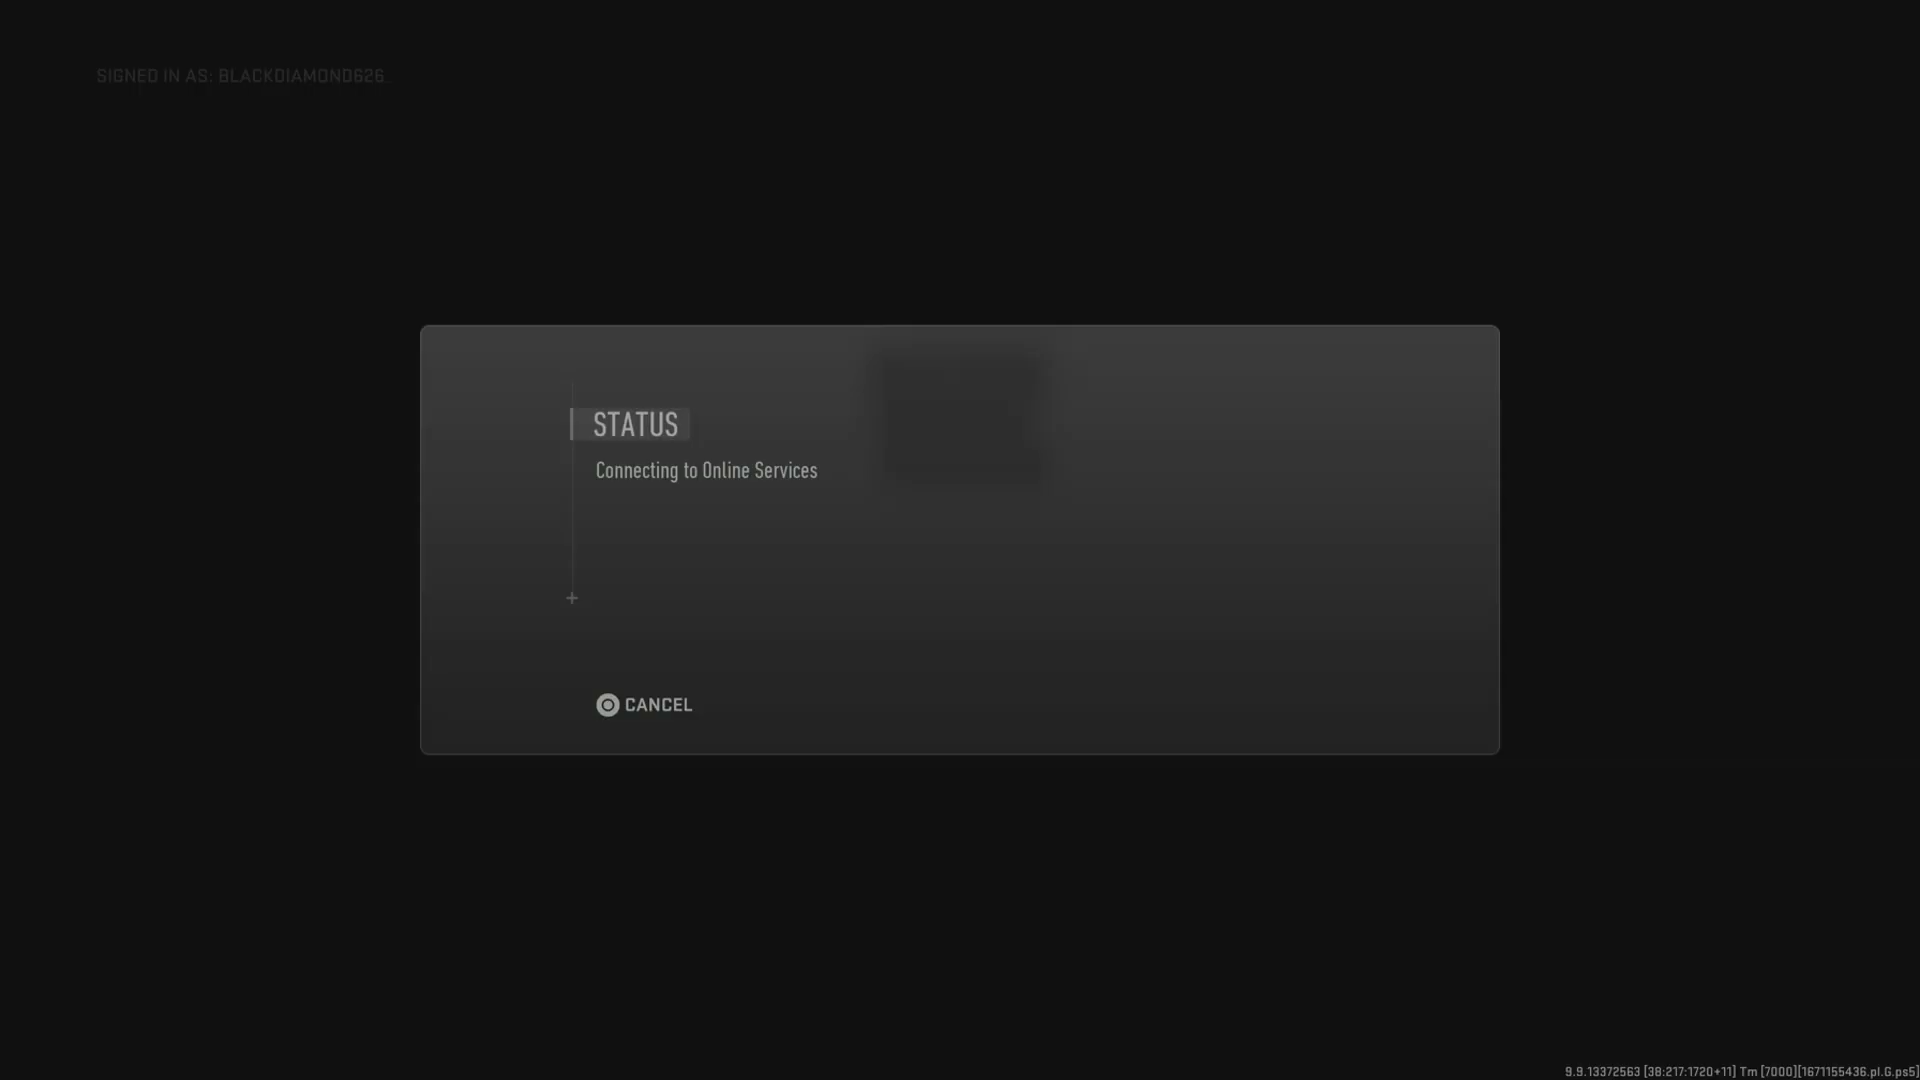 SIGNED IN AS: BLACKDIAMOND626
STATUS
Connecting to Online Services
CANCEL
9.9.13372563 [38:217:1720+11] Tm [7000][1671155436.pl.G.ps5]